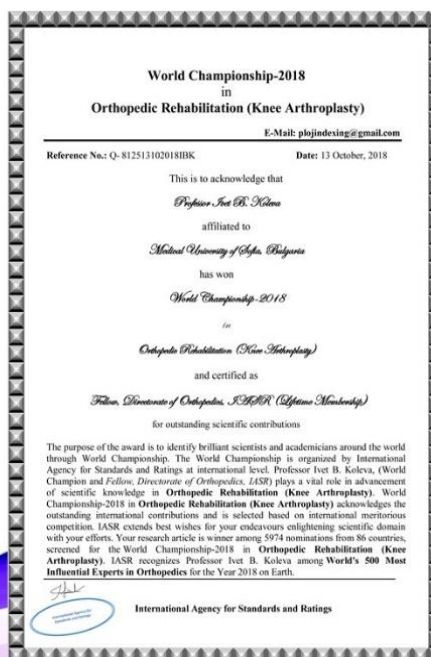 World Championship-2018
in
Orthopedic Rehabilitation (Knee Arthroplasty)
E-Mail: plojindexing@gmail.com
Reference No.: Q- 812513102018IBK Date: 13 October, 2018
This is to acknowledge that
Professor Ivet B. Koleva
affiliated to
Medical University of Sofia, Bulgaria
has won
World Championship-2018
in
Orthopedic Rehabilitation (Knee Arthroplasty)
and certified as
Fellow, Directorate of Orthopedics, IASR (Lifetime Membership)
for outstanding scientific contributions
The purpose of the award is to identify brilliant scientists and academicians around the world
through World Championship. The World Championship is organized by International
Agency for Standards and Ratings at international level. Professor Ivet B. Koleva, (World
Champion and Fellow, Directorate of Orthopedics, IASR) plays a vital role in advancement
of scientific knowledge in Orthopedic Rehabilitation (Knee Arthroplasty). World
Championship-2018 in Orthopedic Rehabilitation (Knee Arthroplasty) acknowledges the
outstanding international contributions and is selected based on international meritorious
competition. IASR extends best wishes for your endeavours enlightening scientific domain
with your efforts. Your research article is winner among 5974 nominations from 86 countries,
screened for the World Championship-2018 in Orthopedic Rehabilitation (Knee
Arthroplasty). IASR recognizes Professor Ivet B. Koleva among World's 500 Most
Influential Experts in Orthopedics for the Year 2018 on Earth.
International Agency for
Standards and Ratings
International Agency for Standards and Ratings